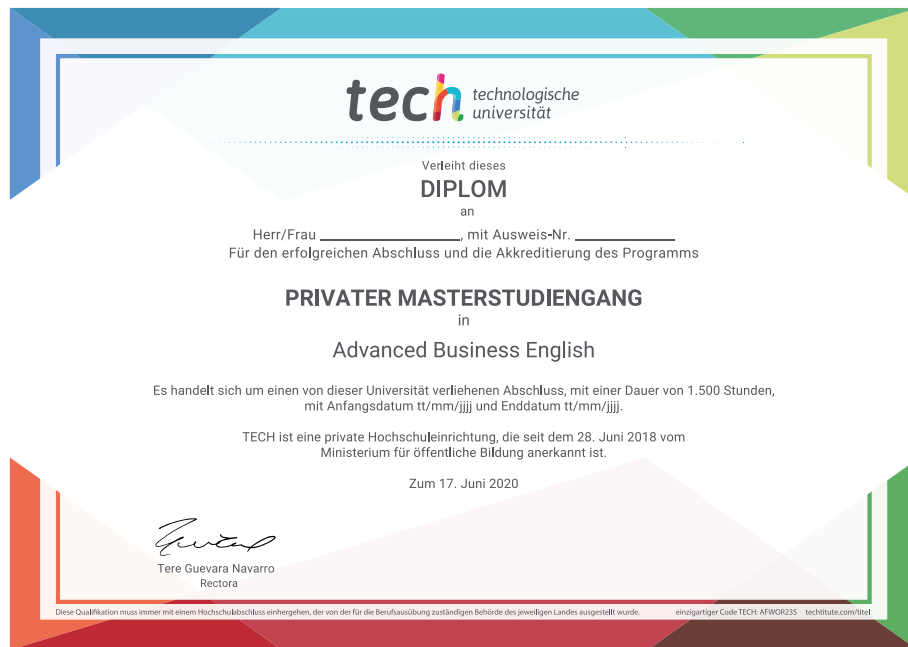 tech technologische
universität
Verleiht dieses
DIPLOM
an
Herr/Frau ______________, mit Ausweis-Nr. __________
Für den erfolgreichen Abschluss und die Akkreditierung des Programms
PRIVATER MASTERSTUDIENGANG
in
Advanced Business English
Es handelt sich um einen von dieser Universität verliehenen Abschluss, mit einer Dauer von 1.500 Stunden,
mit Anfangsdatum tt/mm/jjjj und Enddatum tt/mm/jjjj.
TECH ist eine private Hochschuleinrichtung, die seit dem 28. Juni 2018 vom
Ministerium für öffentliche Bildung anerkannt ist.
Zum 17. Juni 2020
Tere Guevara Navarro
Rectora
Diese Qualifikation muss immer mit einem Hochschulabschluss einhergehen, der von der für die Berufsausübung zuständigen Behörde des jeweiligen Landes ausgestellt wurde. einzigartiger Code TECH: AFWOR23S techtitute.com/titel